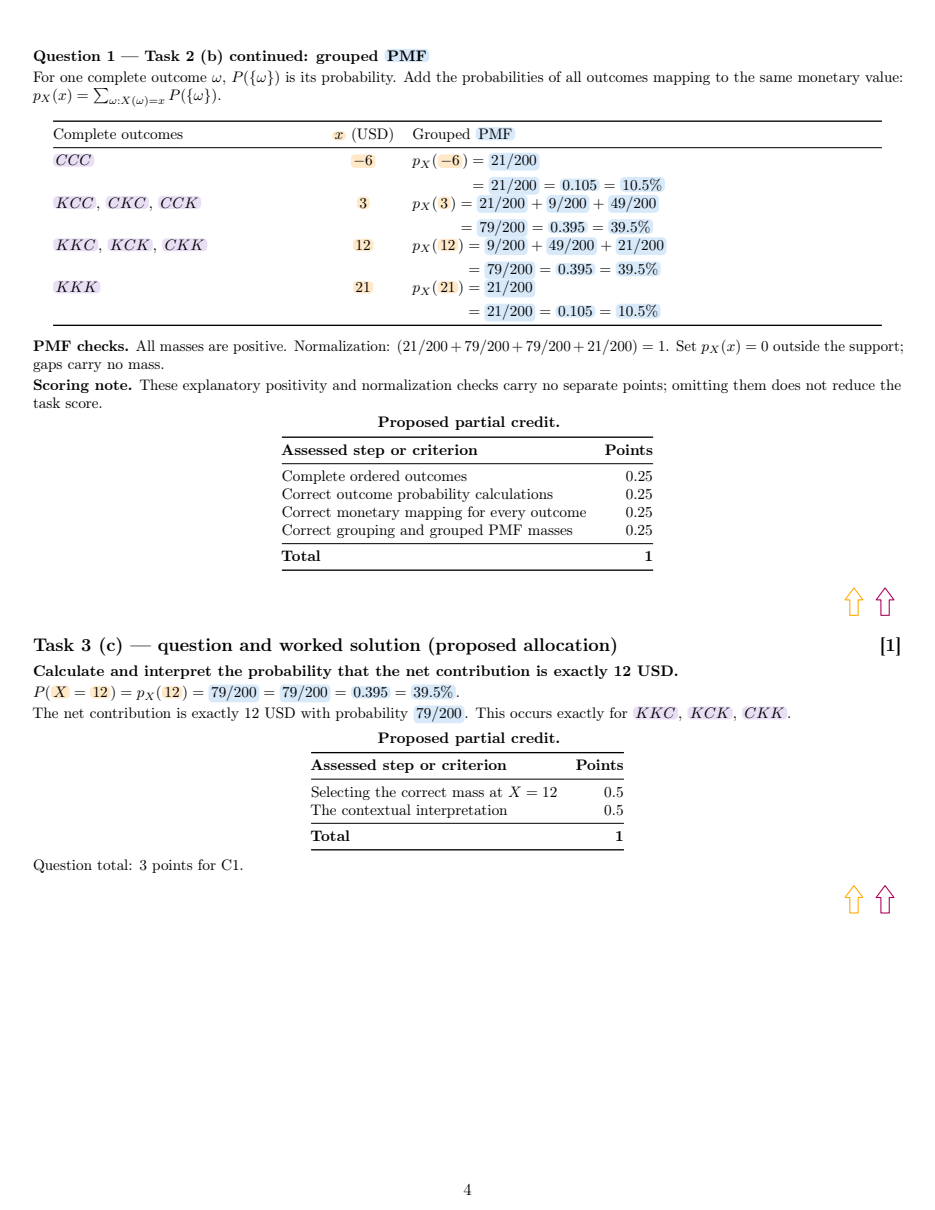 Question 1 — Task 2 (b) continued: grouped PMF
For one complete outcome ω, P({ω}) is its probability. Add the probabilities of all outcomes mapping to the same monetary value:
p_X(x) = ∑_{ω:X(ω)=x} P({ω}).
Complete outcomes x (USD) Grouped PMF
CCC −6 p_X(−6) = 21/200
= 21/200 = 0.105 = 10.5%
KCC, CKC, CCK 3 p_X(3) = 21/200 + 9/200 + 49/200
= 79/200 = 0.395 = 39.5%
KKC, KCK, CKK 12 p_X(12) = 9/200 + 49/200 + 21/200
= 79/200 = 0.395 = 39.5%
KKK 21 p_X(21) = 21/200
= 21/200 = 0.105 = 10.5%
PMF checks. All masses are positive. Normalization: (21/200 + 79/200 + 79/200 + 21/200) = 1. Set p_X(x) = 0 outside the support;
gaps carry no mass.
Scoring note. These explanatory positivity and normalization checks carry no separate points; omitting them does not reduce the
task score.
Proposed partial credit.
Assessed step or criterion Points
Complete ordered outcomes 0.25
Correct outcome probability calculations 0.25
Correct monetary mapping for every outcome 0.25
Correct grouping and grouped PMF masses 0.25
Total 1
Task 3 (c) — question and worked solution (proposed allocation) [1]
Calculate and interpret the probability that the net contribution is exactly 12 USD.
P(X = 12) = p_X(12) = 79/200 = 79/200 = 0.395 = 39.5%.
The net contribution is exactly 12 USD with probability 79/200. This occurs exactly for KKC, KCK, CKK.
Proposed partial credit.
Assessed step or criterion Points
Selecting the correct mass at X = 12 0.5
The contextual interpretation 0.5
Total 1
Question total: 3 points for C1.
4